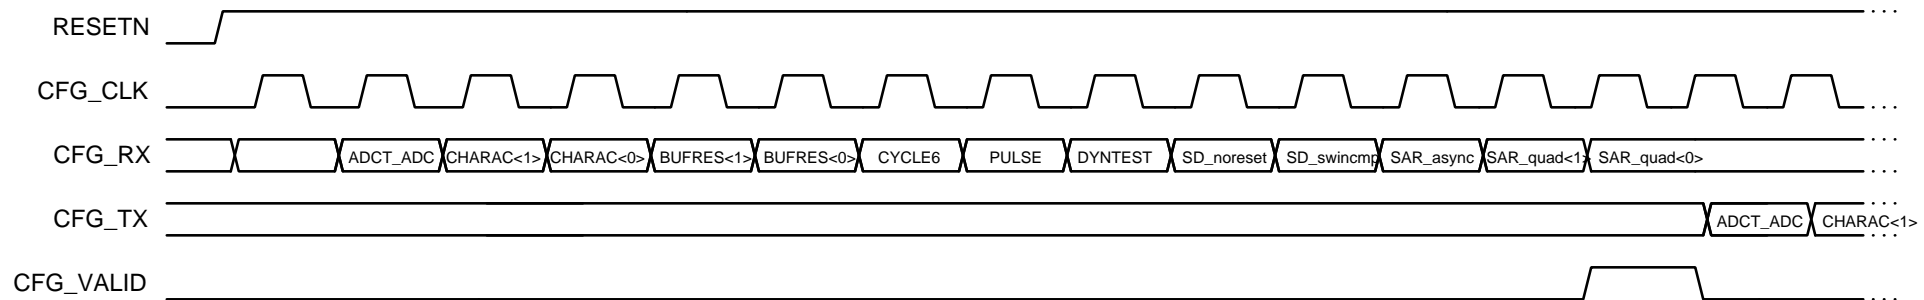 RESETN . . .
CFG_CLK . . .
CFG_RX ADCT_ADC CHARAC<1> CHARAC<0> BUFRES<1> BUFRES<0> CYCLE6 PULSE DYNTEST SD_noreset SD_swincmp SAR_async SAR_quad<1> SAR_quad<0> . . .
CFG_TX ADCT_ADC CHARAC<1> . . .
CFG_VALID . . .